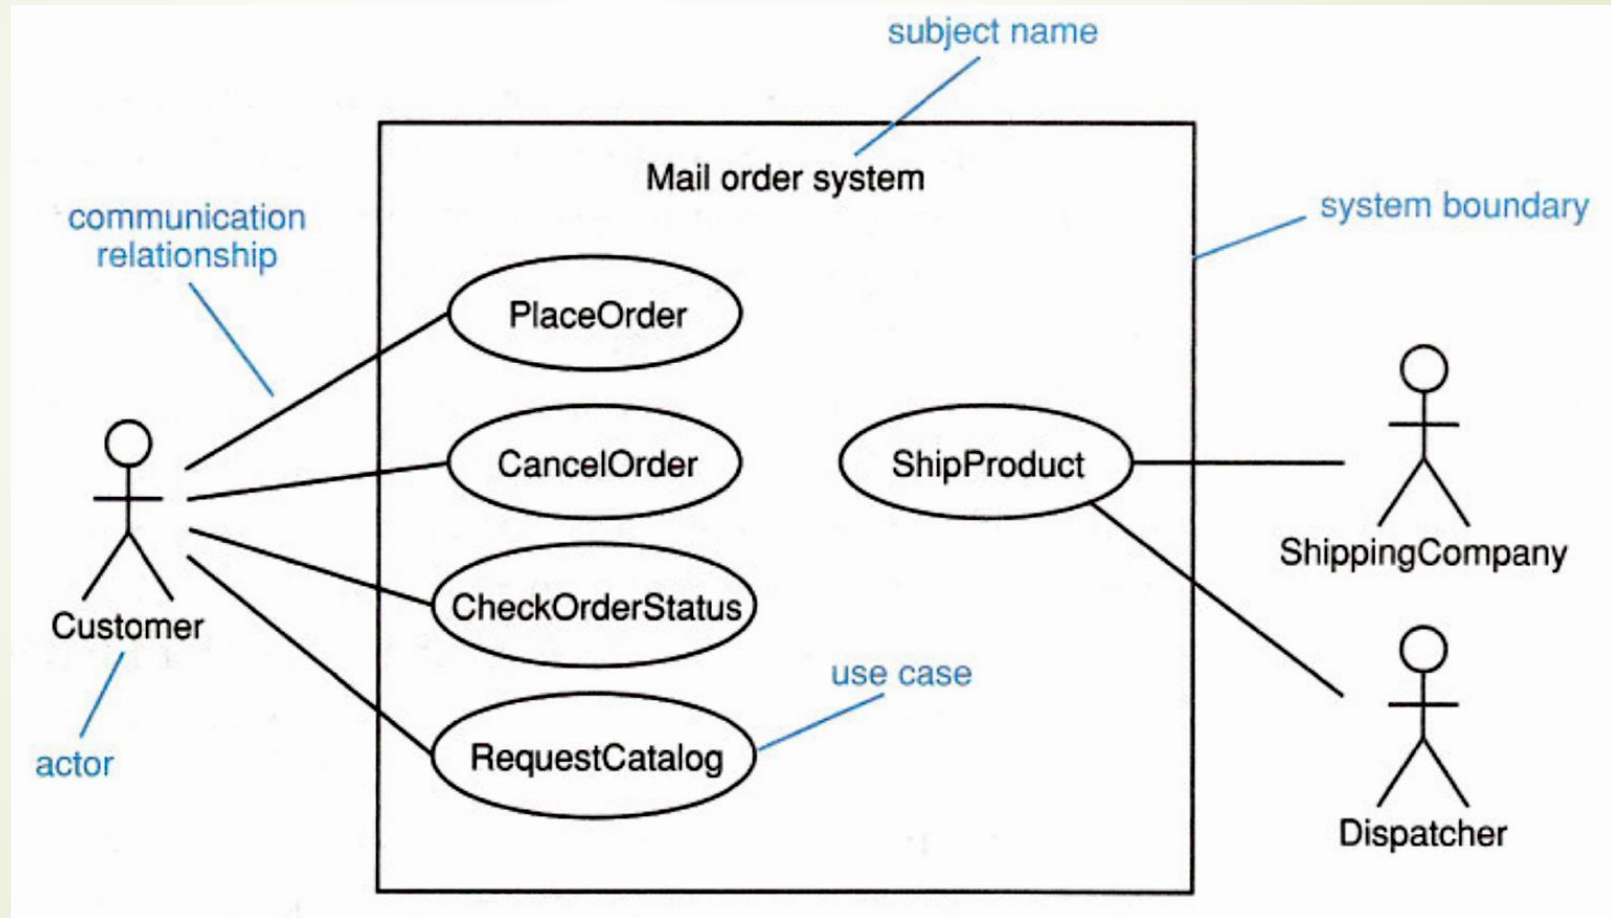 subject name
Mail order system
communication
relationship
system boundary
PlaceOrder
CancelOrder
ShipProduct
ShippingCompany
CheckOrderStatus
Customer
use case
RequestCatalog
actor
Dispatcher